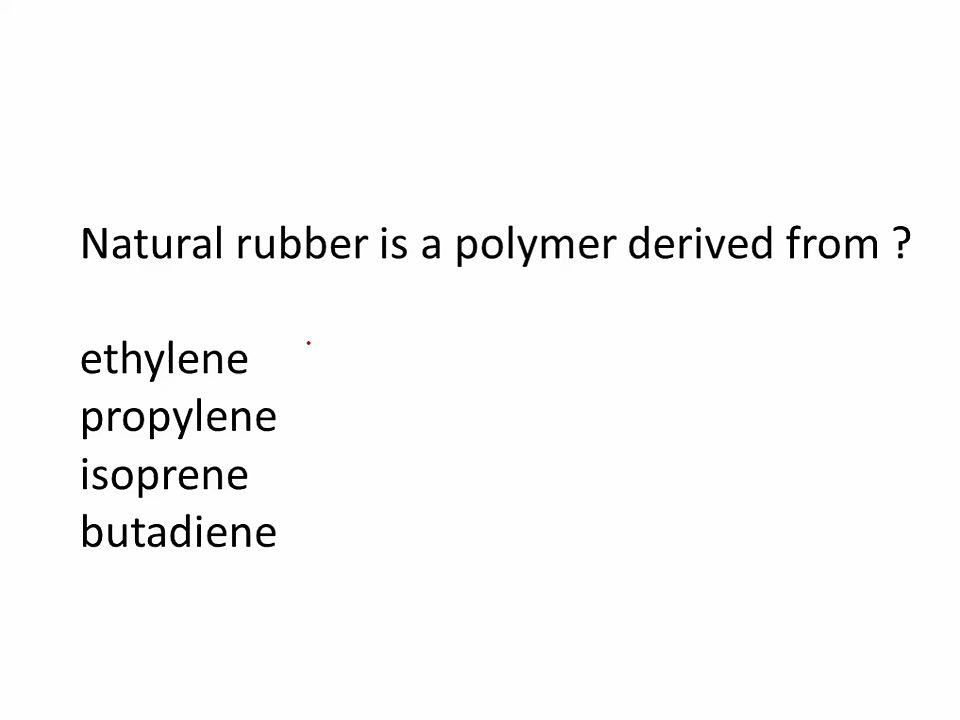 Natural rubber is a polymer derived from ?
ethylene
propylene
isoprene
butadiene